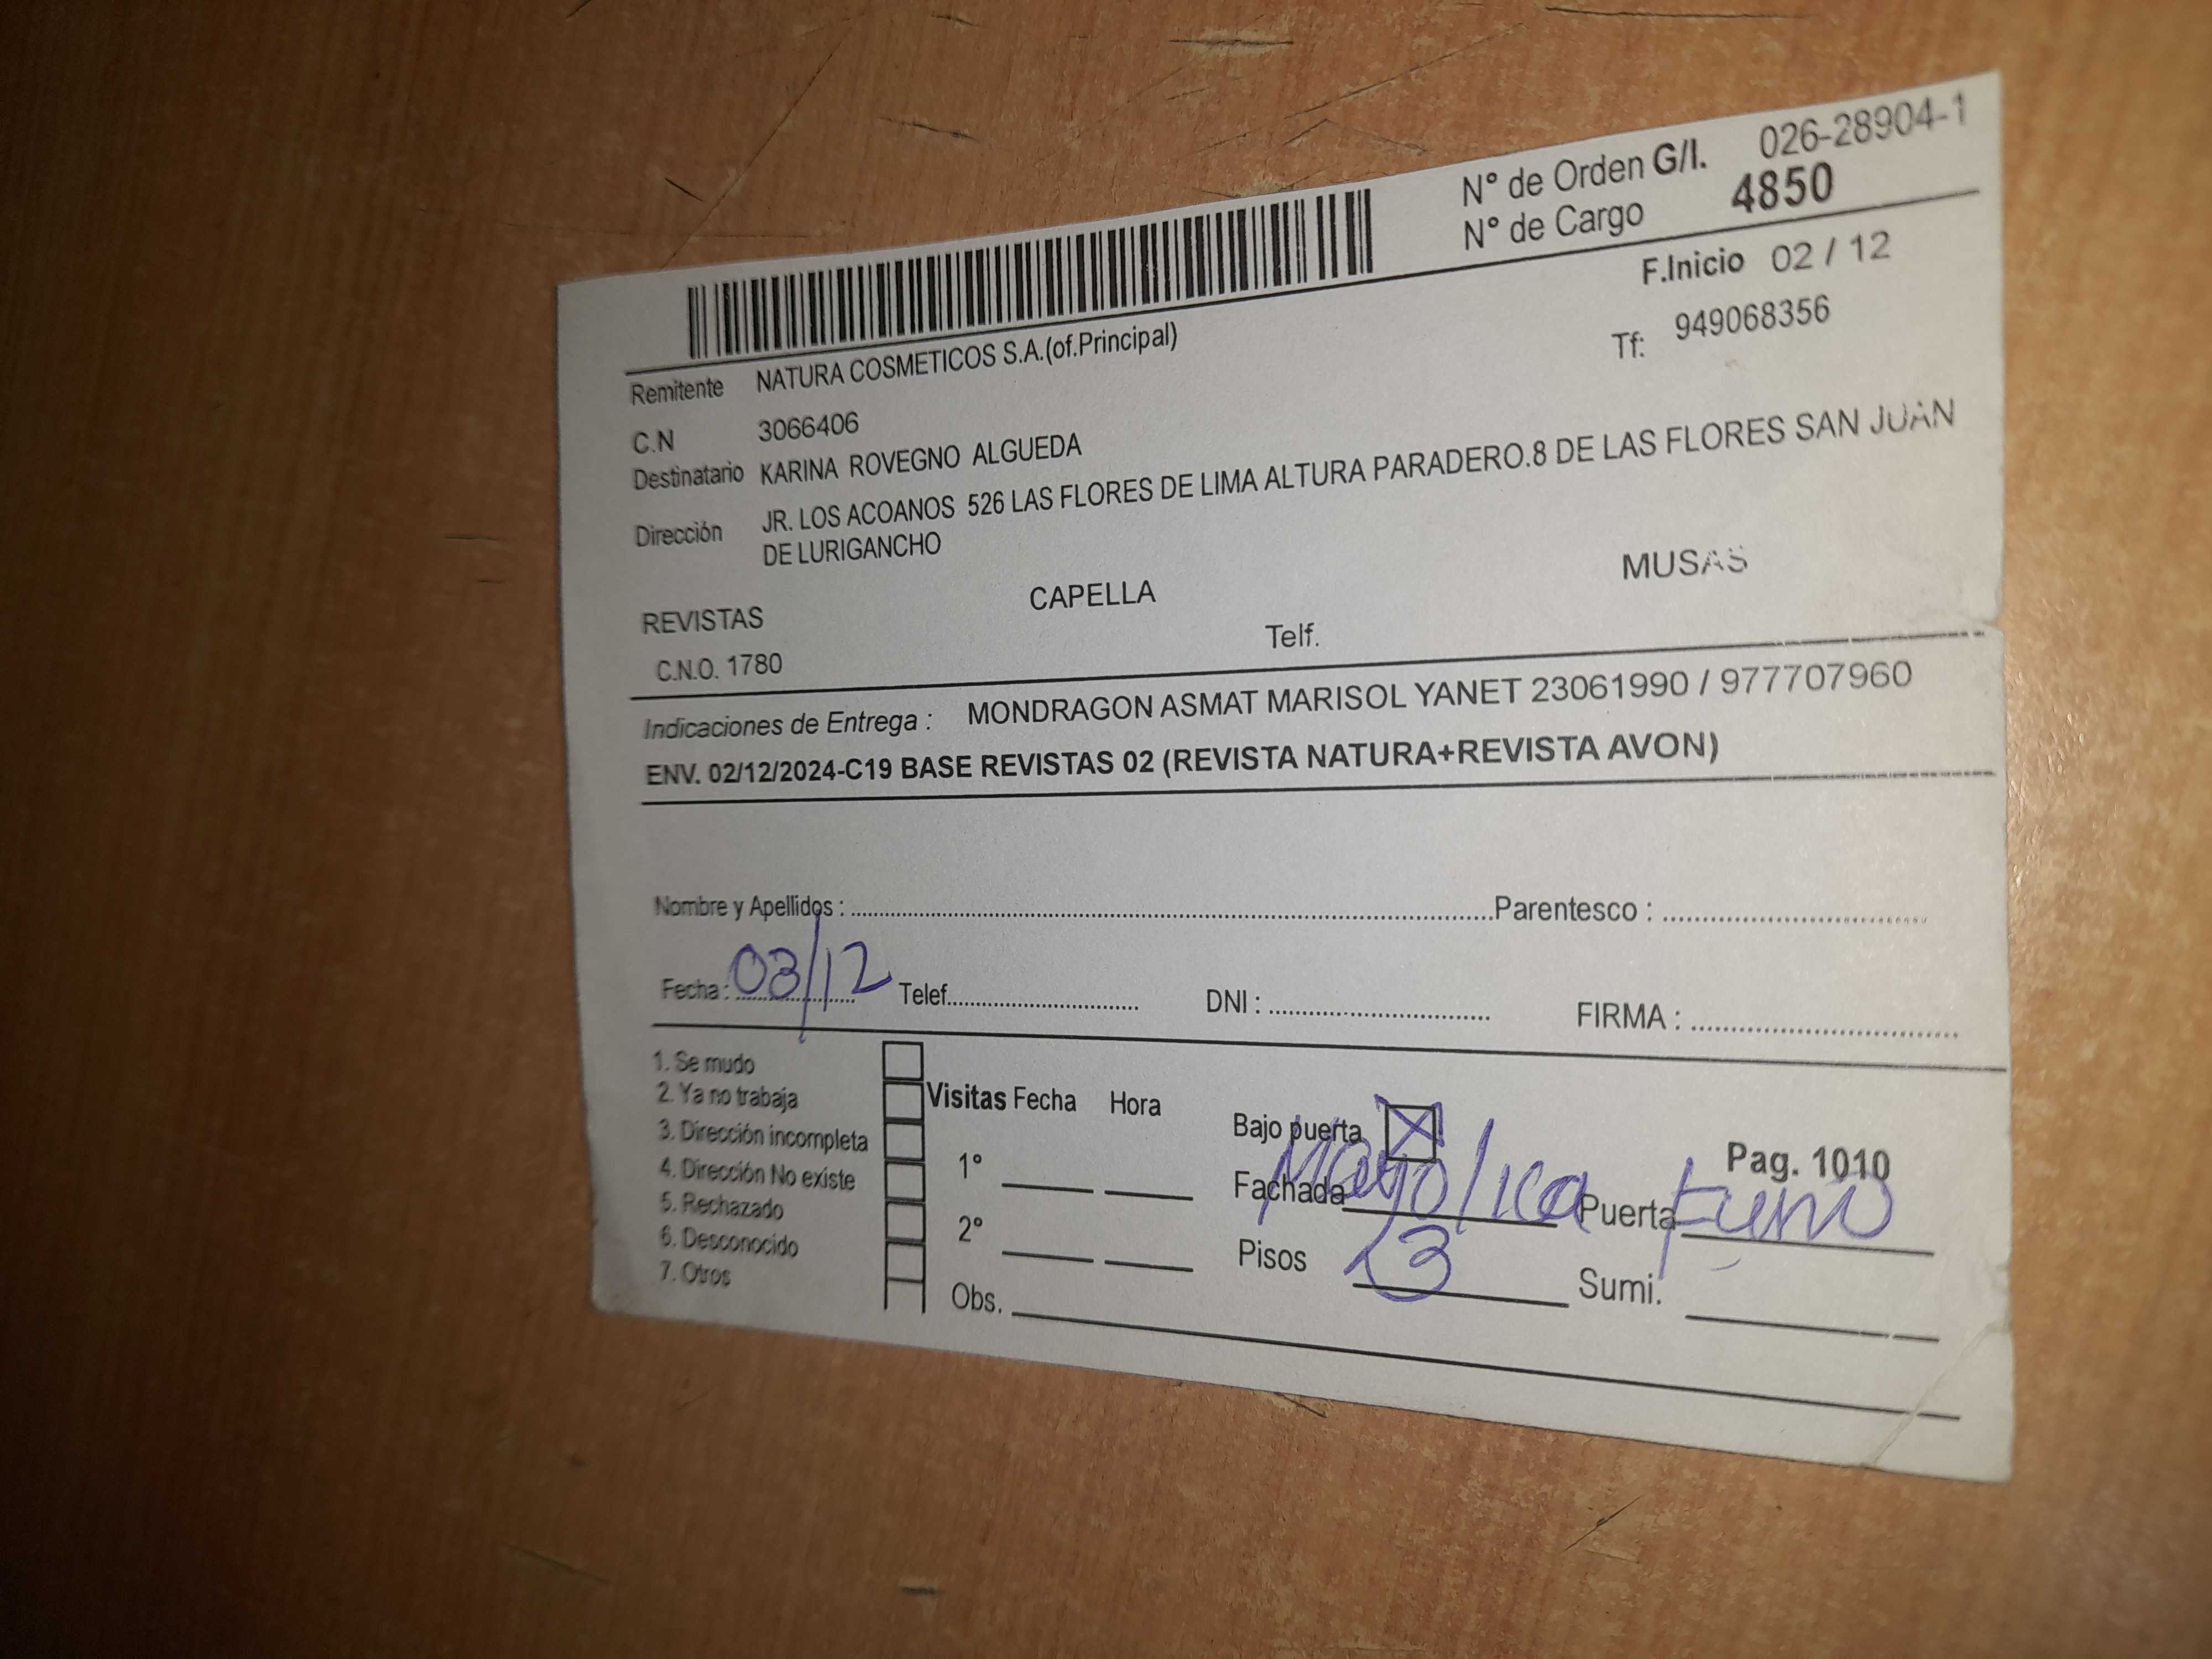 N° de Orden G/I. 026-28904-1
N° de Cargo 4850
F.Inicio 02 / 12
Remitente NATURA COSMETICOS S.A.(of.Principal)
Tf: 949068356
C.N 3066406
Destinatario KARINA ROVEGNO ALGUEDA
Dirección JR. LOS ACOANOS 526 LAS FLORES DE LIMA ALTURA PARADERO.8 DE LAS FLORES SAN JUAN
DE LURIGANCHO
REVISTAS CAPELLA MUSAS
C.N.O. 1780 Telf.
Indicaciones de Entrega : MONDRAGON ASMAT MARISOL YANET 23061990 / 977707960
ENV. 02/12/2024-C19 BASE REVISTAS 02 (REVISTA NATURA+REVISTA AVON)
Nombre y Apellidos : Parentesco :
Fecha : 03/12 Telef. DNI : FIRMA :
1. Se mudo
2. Ya no trabaja
3. Dirección incompleta
4. Dirección No existe
5. Rechazado
6. Desconocido
7. Otros
Visitas Fecha Hora
1°
2°
Obs.
Bajo puerta X
Pag. 1010
Fachada Mayolica Puerta
Pisos 3 Sumi.